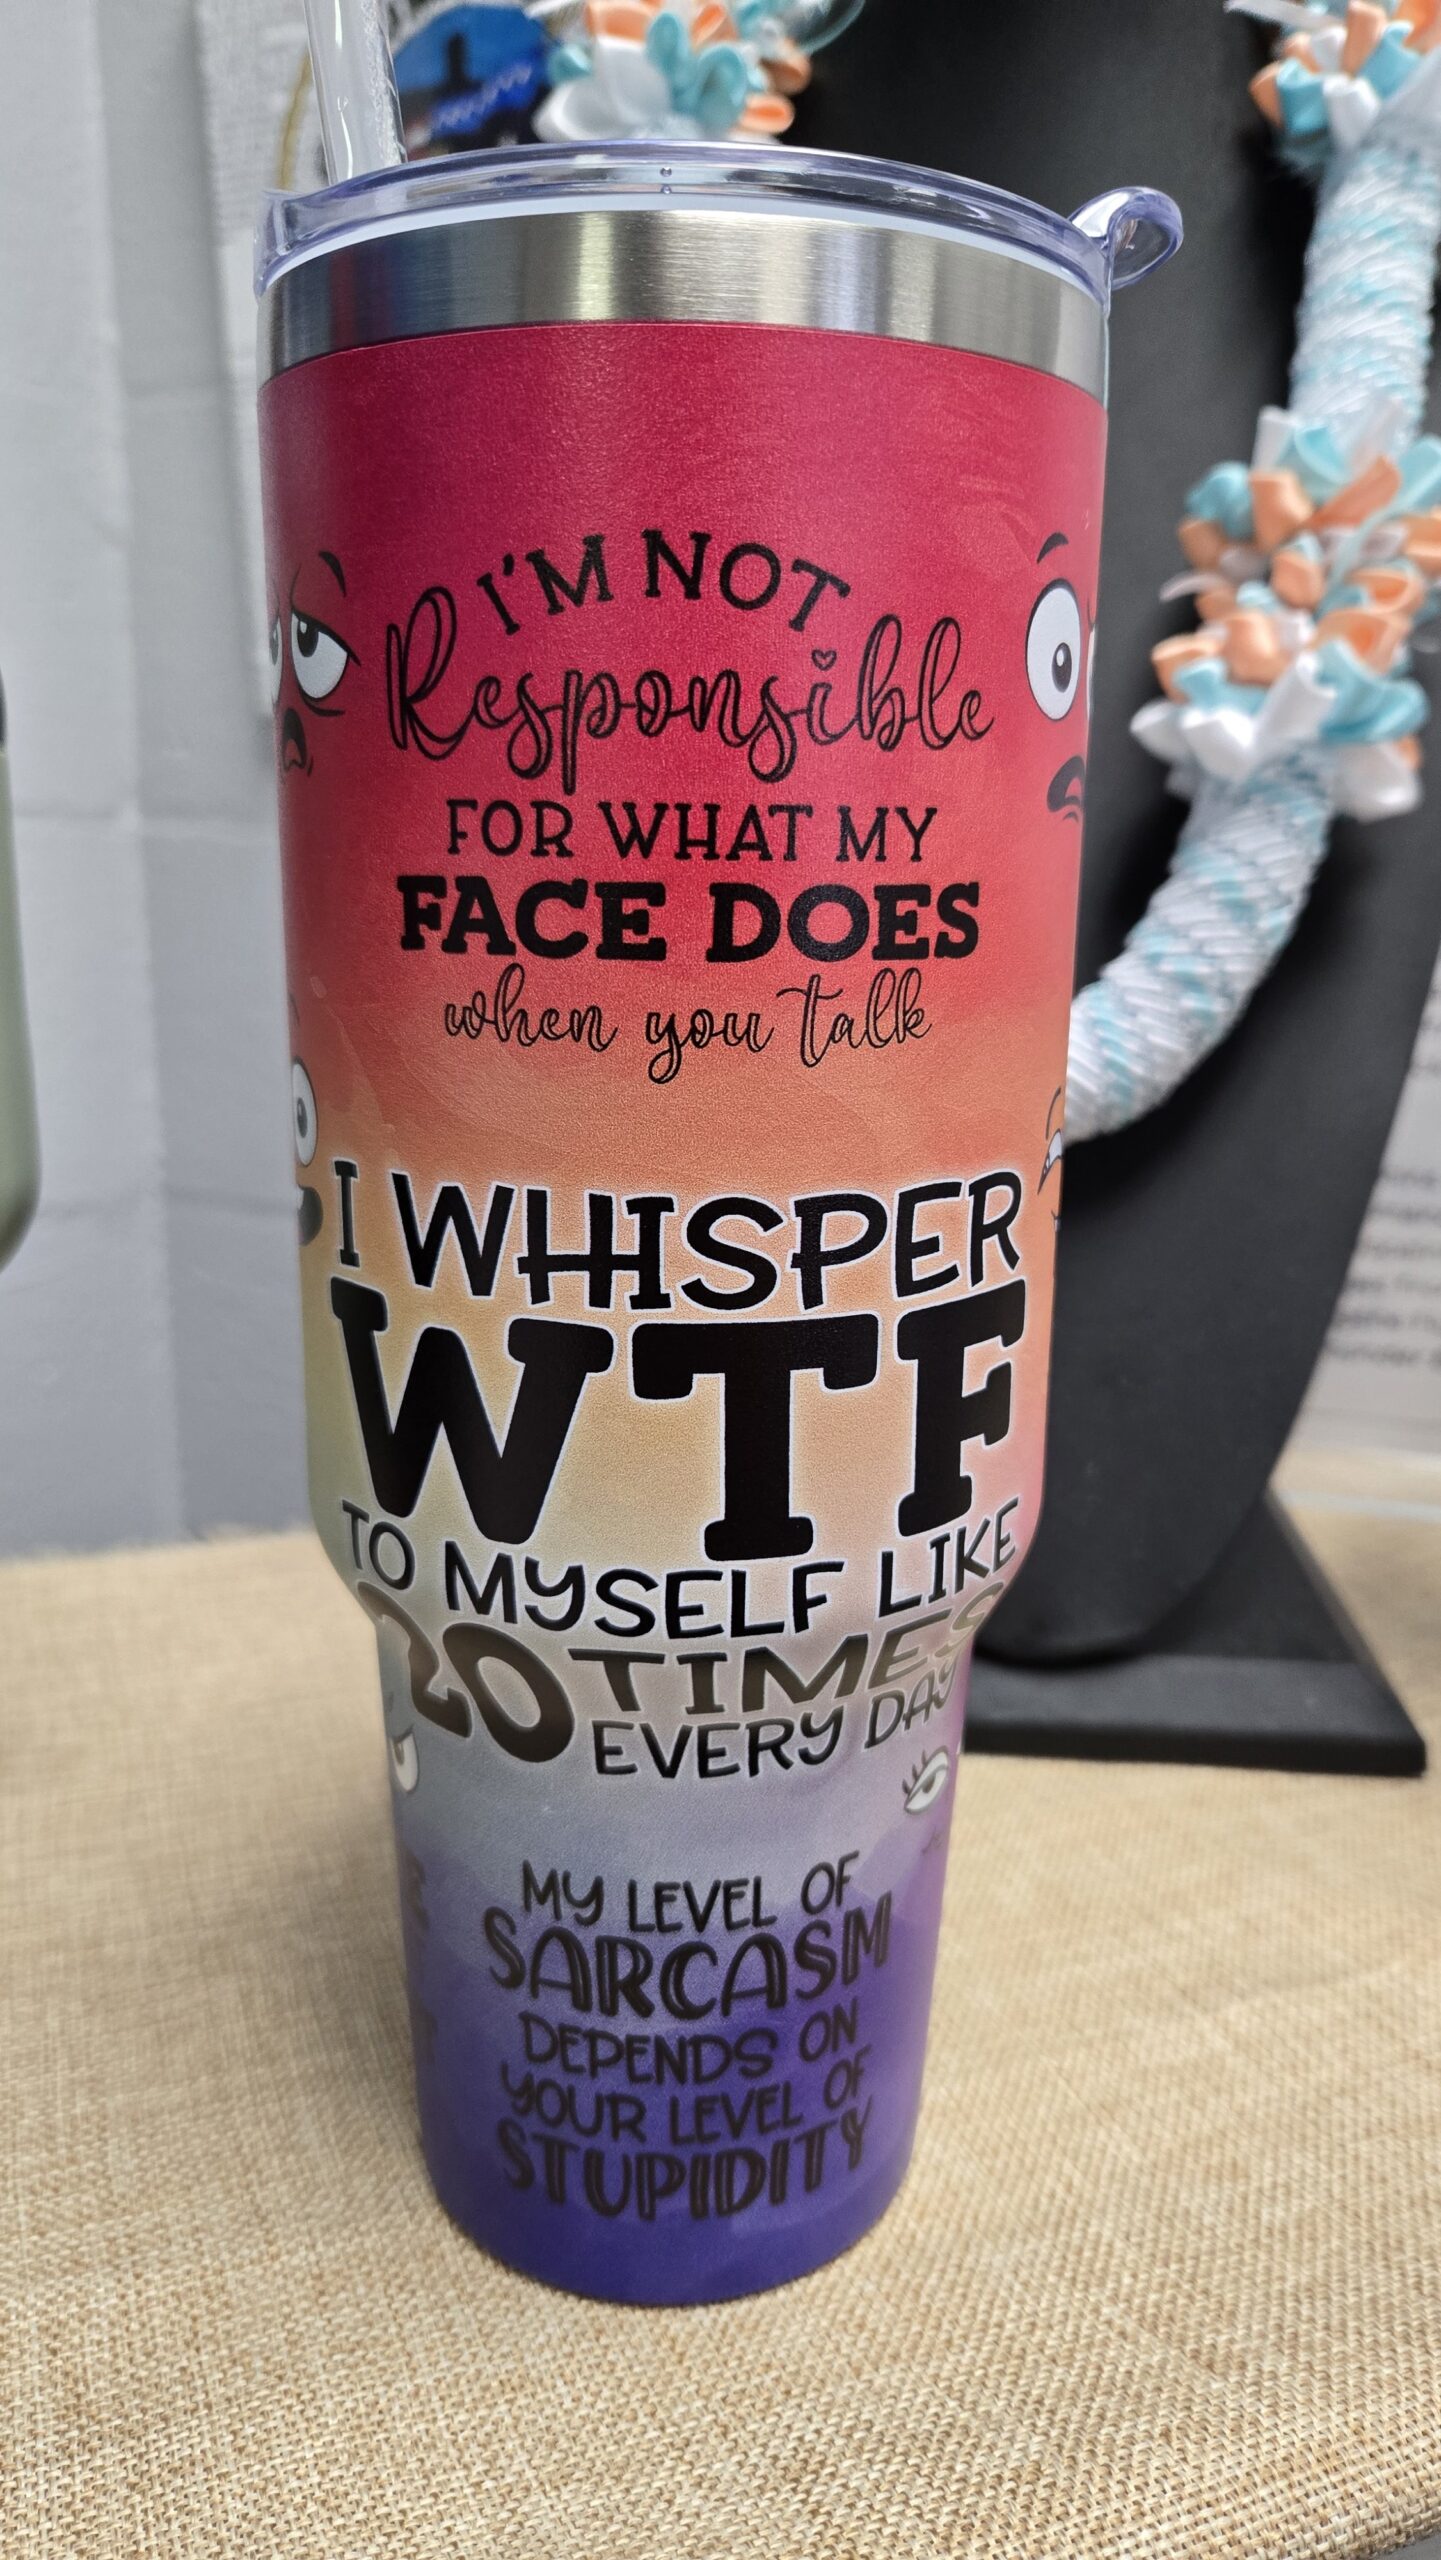 I'M NOT
Responsible
FOR WHAT MY
FACE DOES
when you talk
I WHISPER
WTF
TO MYSELF LIKE
20 TIMES
EVERY DAY
MY LEVEL OF
SARCASM
DEPENDS ON
YOUR LEVEL OF
STUPIDITY